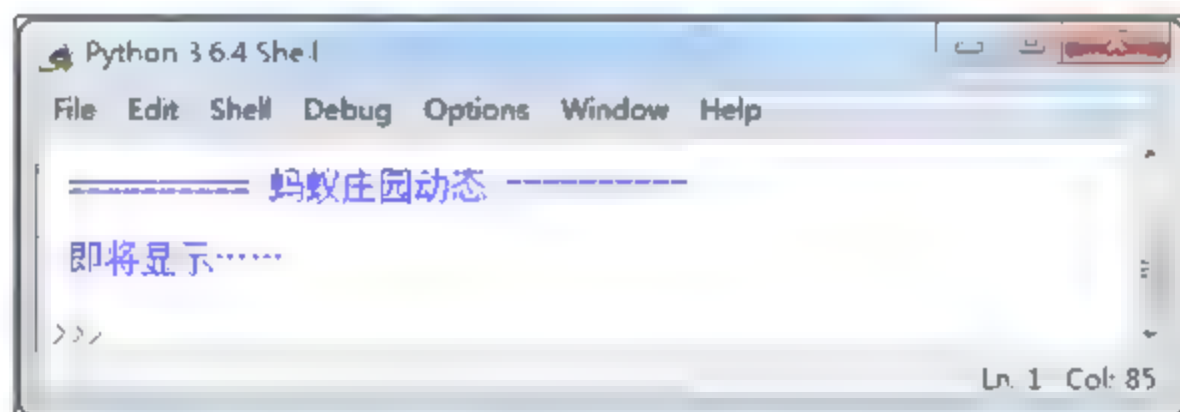 Python 3.6.4 Shell
File Edit Shell Debug Options Window Help
========== 蚂蚁庄园动态 ==========
即将显示……
>>>
Ln: 1 Col: 85